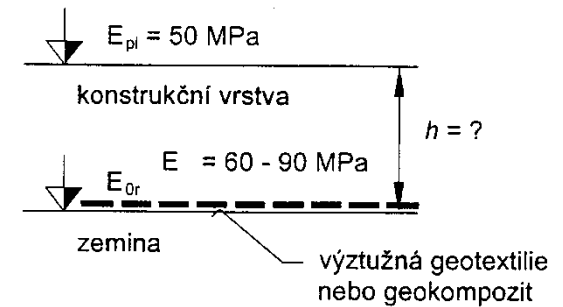 E_pl = 50 MPa
konstrukční vrstva
h = ?
E = 60 - 90 MPa
E_0r
zemina
výztužná geotextilie
nebo geokompozit